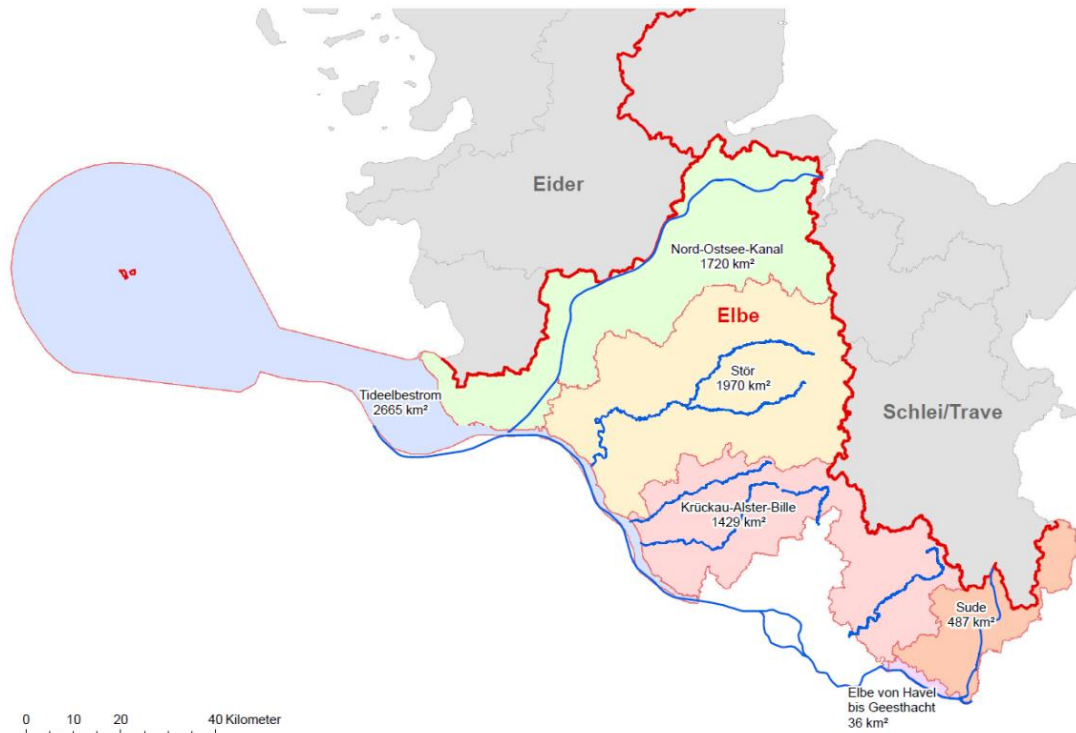 Eider
Nord-Ostsee-Kanal
1720 km²
Elbe
Stör
1970 km²
Tideelbestrom
2665 km²
Schlei/Trave
Krückau-Alster-Bille
1429 km²
Sude
487 km²
Elbe von Havel
bis Geesthacht
36 km²
0 10 20 40 Kilometer